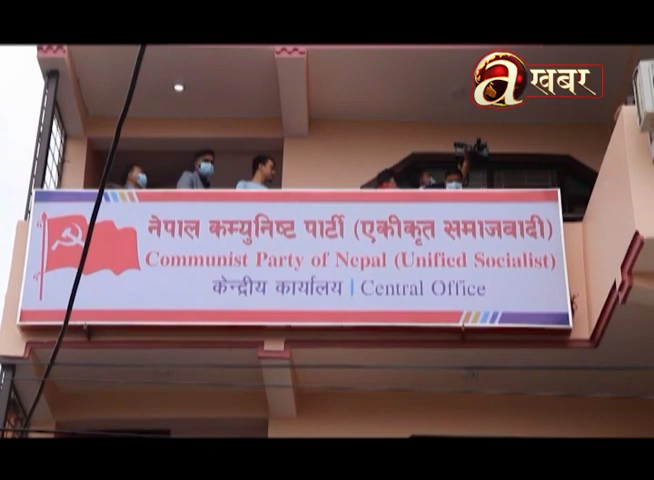 a खबर
नेपाल कम्युनिष्ट पार्टी (एकीकृत समाजवादी)
Communist Party of Nepal (Unified Socialist)
केन्द्रीय कार्यालय | Central Office